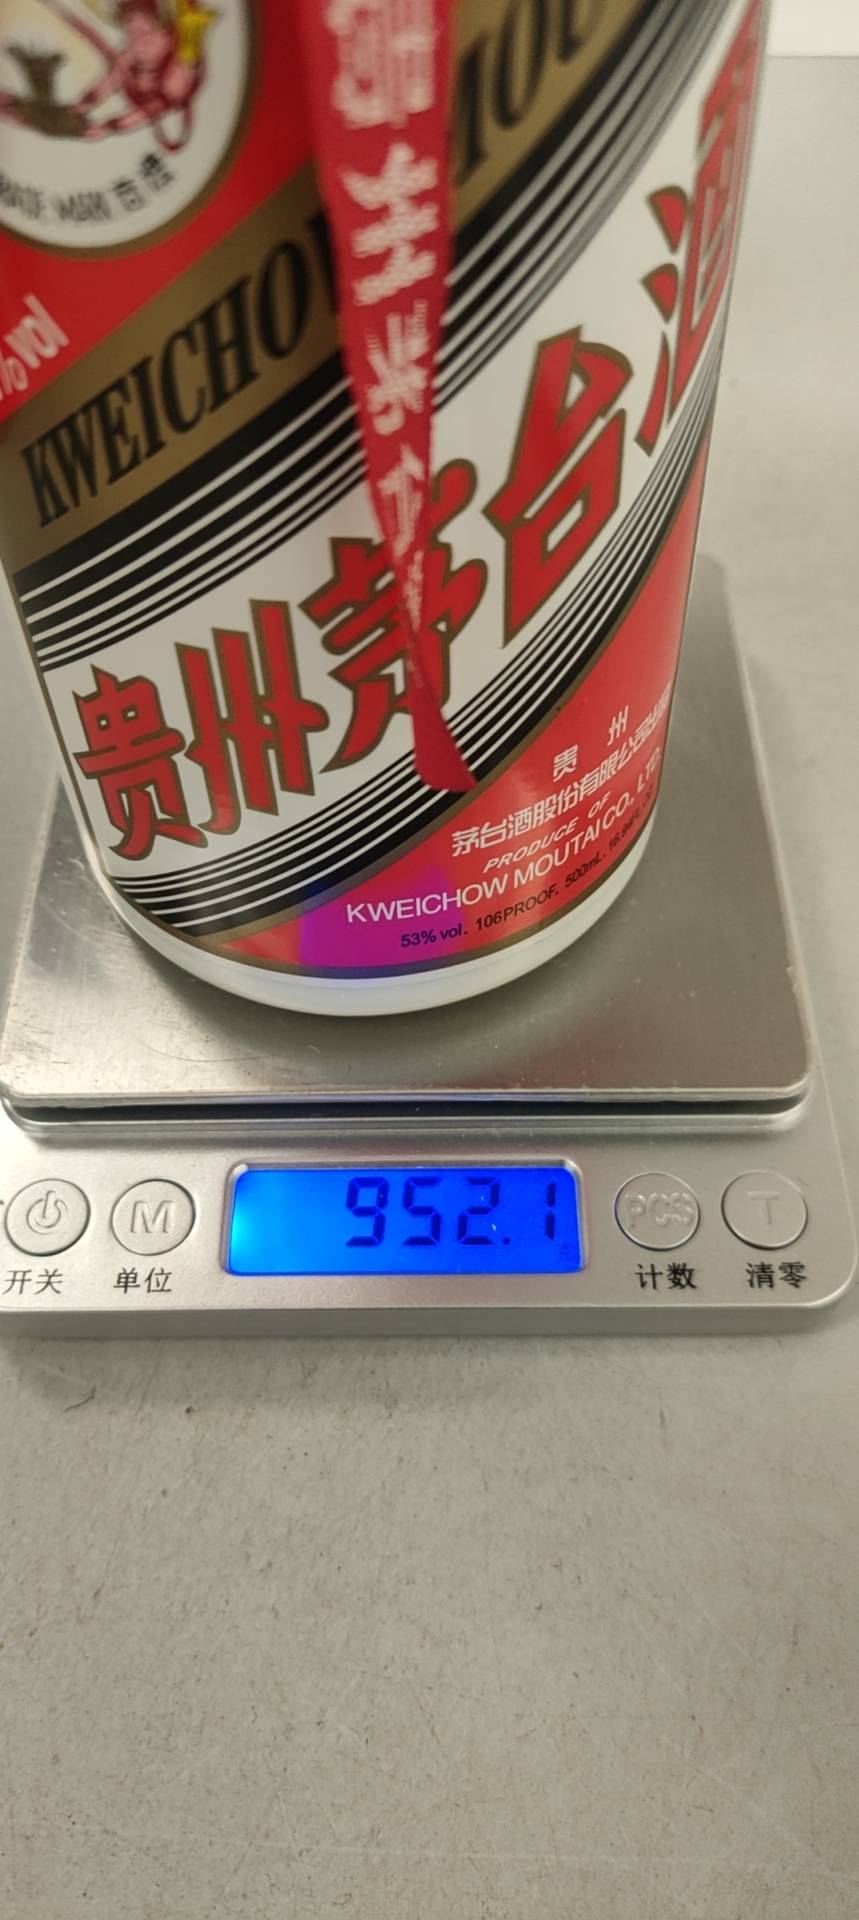 %vol
KWEICHOW MOU
贵州茅台酒
贵州
茅台酒股份有限公司出品
PRODUCE OF
KWEICHOW MOUTAI CO., LTD
53% vol. 106PROOF. 500mL.
952.1
克
M
PCS
T
开关
单位
计数
清零